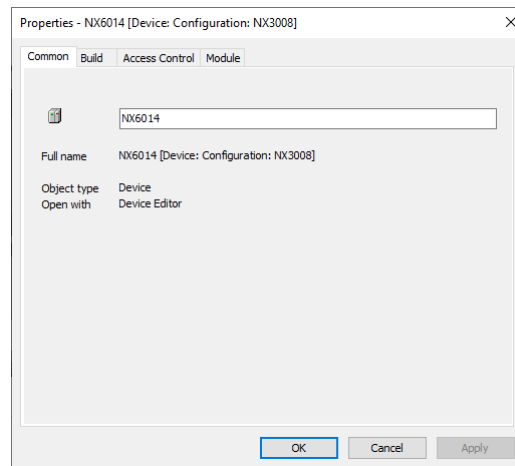 Properties - NX6014 [Device: Configuration: NX3008]
Common Build Access Control Module
NX6014
Full name NX6014 [Device: Configuration: NX3008]
Object type Device
Open with Device Editor
OK Cancel Apply